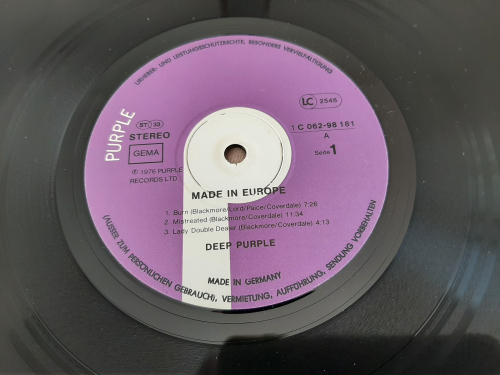 URHEBER- UND LEISTUNGSSCHUTZRECHTE, BESONDERS VERVIELFÄLTIGUNG
PURPLE
ST 33
STEREO
GEMA
℗ 1976 PURPLE
RECORDS LTD.
LC 2546
1 C 062-98 181
A
Seite 1
MADE IN EUROPE
1. Burn (Blackmore/Lord/Paice/Coverdale) 7:26
2. Mistreated (Blackmore/Coverdale) 11:34
3. Lady Double Dealer (Blackmore/Coverdale) 4:13
DEEP PURPLE
MADE IN GERMANY
(AUSSER ZUM PERSÖNLICHEN GEBRAUCH), VERMIETUNG, AUFFÜHRUNG, SENDUNG VORBEHALTEN